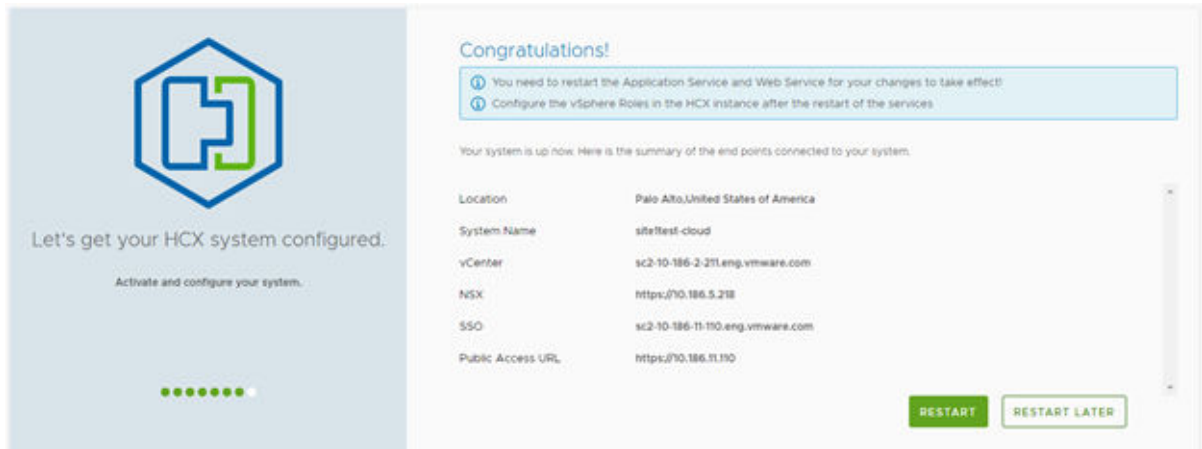 Congratulations!
You need to restart the Application Service and Web Service for your changes to take effect!
Configure the vSphere Roles in the HCX instance after the restart of the services
Your system is up now. Here is the summary of the end points connected to your system.
Let's get your HCX system configured.
Activate and configure your system.
Location Palo Alto,United States of America
System Name site1test-cloud
vCenter sc2-10-186-2-211.eng.vmware.com
NSX https://10.186.5.218
SSO sc2-10-186-11-110.eng.vmware.com
Public Access URL https://10.186.11.110
RESTART RESTART LATER